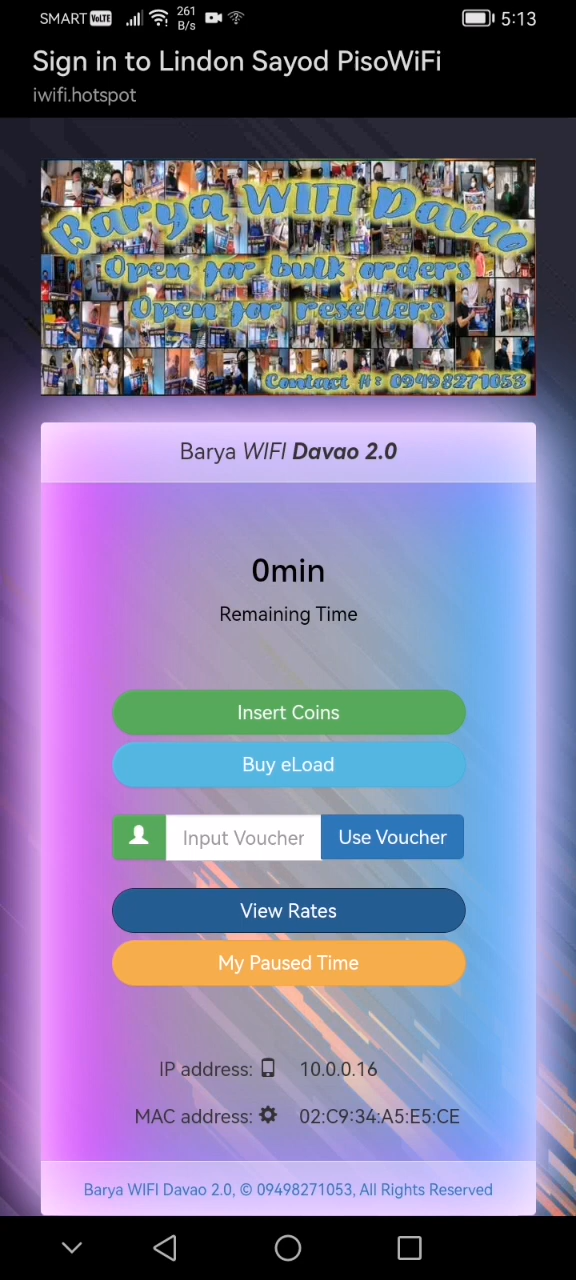 SMART VoLTE 261 B/s 5:13
Sign in to Lindon Sayod PisoWiFi
iwifi.hotspot
Barya WIFI Davao
Open for bulk orders
Open for resellers
Contact #: 09498271053
Barya WIFI Davao 2.0
0min
Remaining Time
Insert Coins
Buy eLoad
Input Voucher Use Voucher
View Rates
My Paused Time
IP address: 10.0.0.16
MAC address: 02:C9:34:A5:E5:CE
Barya WIFI Davao 2.0, © 09498271053, All Rights Reserved